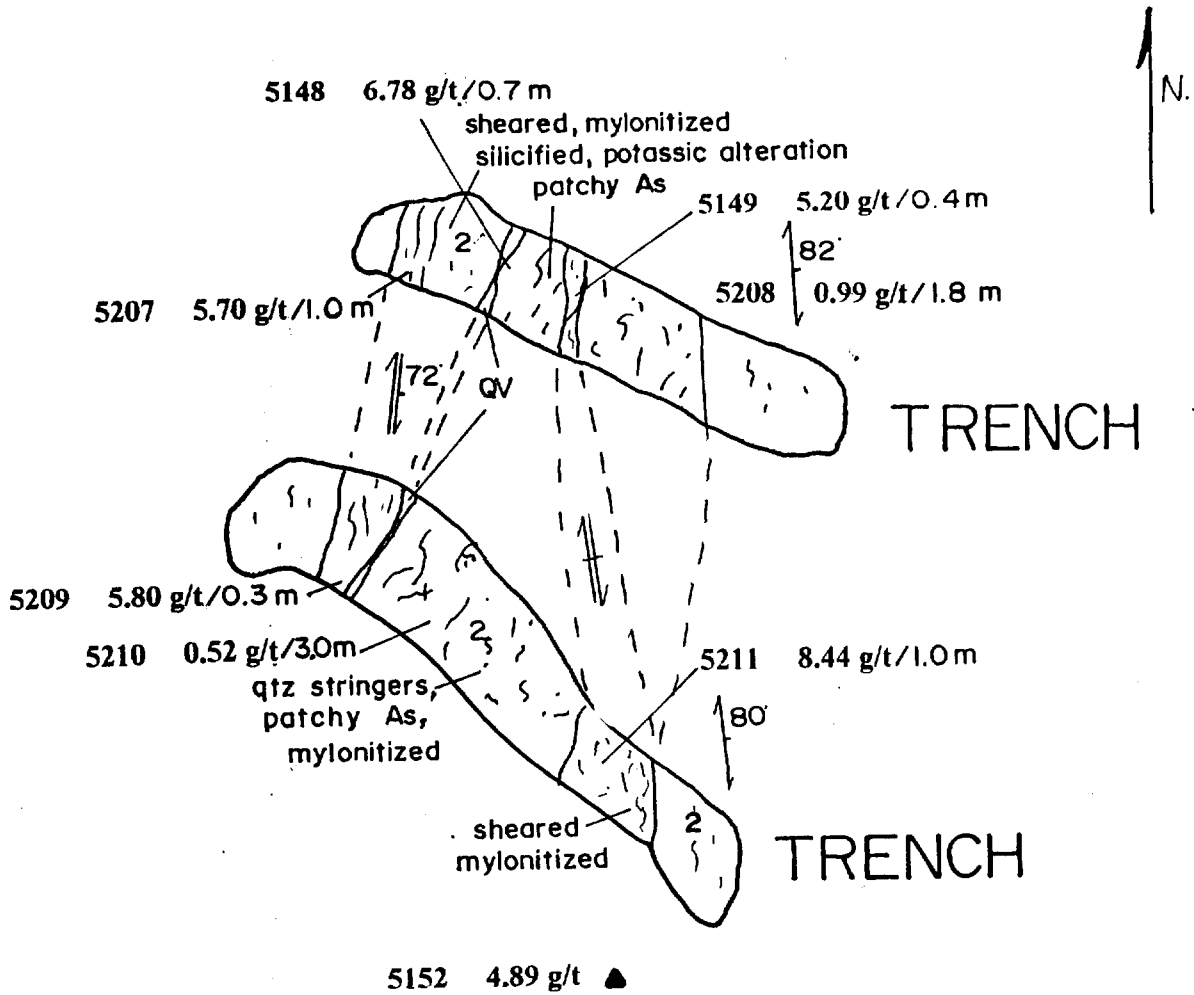 N.
5148 6.78 g/t/0.7 m
sheared, mylonitized
silicified, potassic alteration
patchy As
5149 5.20 g/t/0.4 m
82°
2
5208 0.99 g/t/1.8 m
5207 5.70 g/t/1.0 m
72°
QV
TRENCH
5209 5.80 g/t/0.3 m
5210 0.52 g/t/3.0m
2
5211 8.44 g/t/1.0 m
qtz stringers,
patchy As,
mylonitized
80°
sheared
mylonitized
2
TRENCH
5152 4.89 g/t